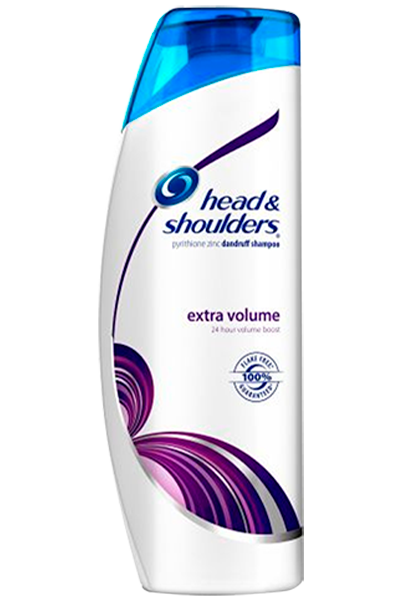 head &
shoulders®
pyrithione zinc dandruff shampoo
extra volume
24 hour volume boost
FLAKE FREE*
100%
GUARANTEED*